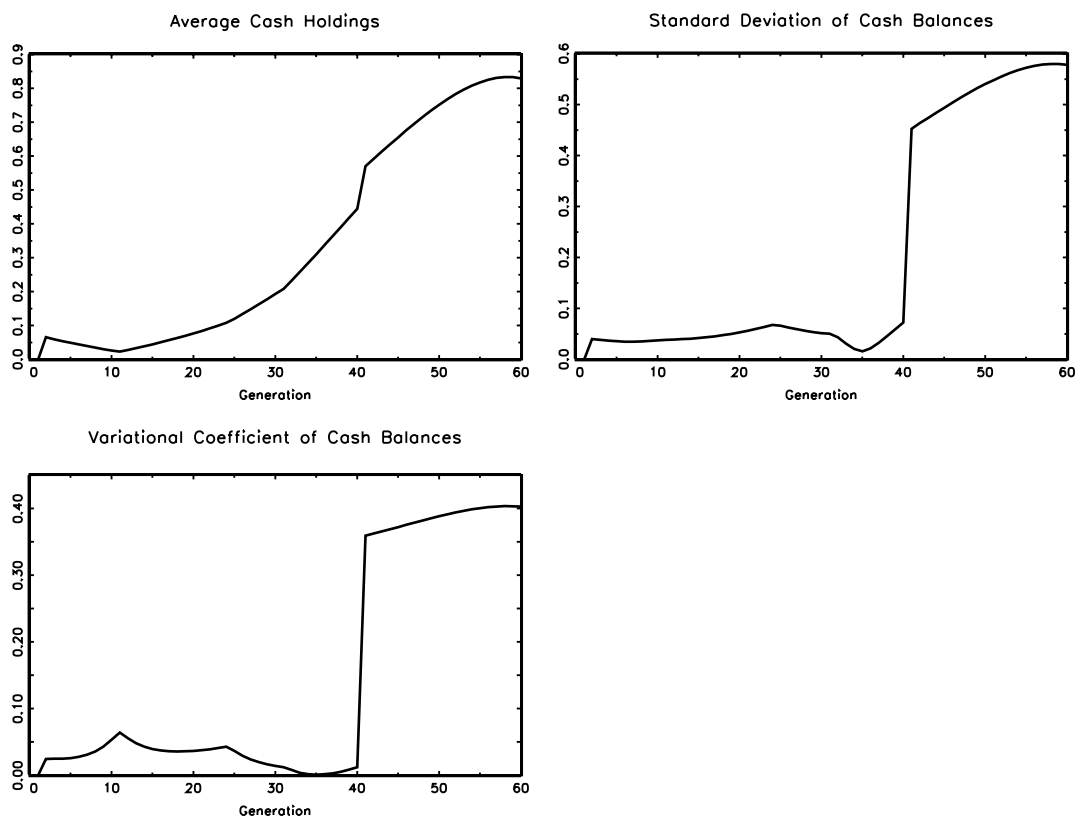 Average Cash Holdings
0.9
0.8
0.7
0.6
0.5
0.4
0.3
0.2
0.1
0.0
0 10 20 30 40 50 60
Generation
Standard Deviation of Cash Balances
0.6
0.5
0.4
0.3
0.2
0.1
0.0
0 10 20 30 40 50 60
Generation
Variational Coefficient of Cash Balances
0.40
0.30
0.20
0.10
0.00
0 10 20 30 40 50 60
Generation